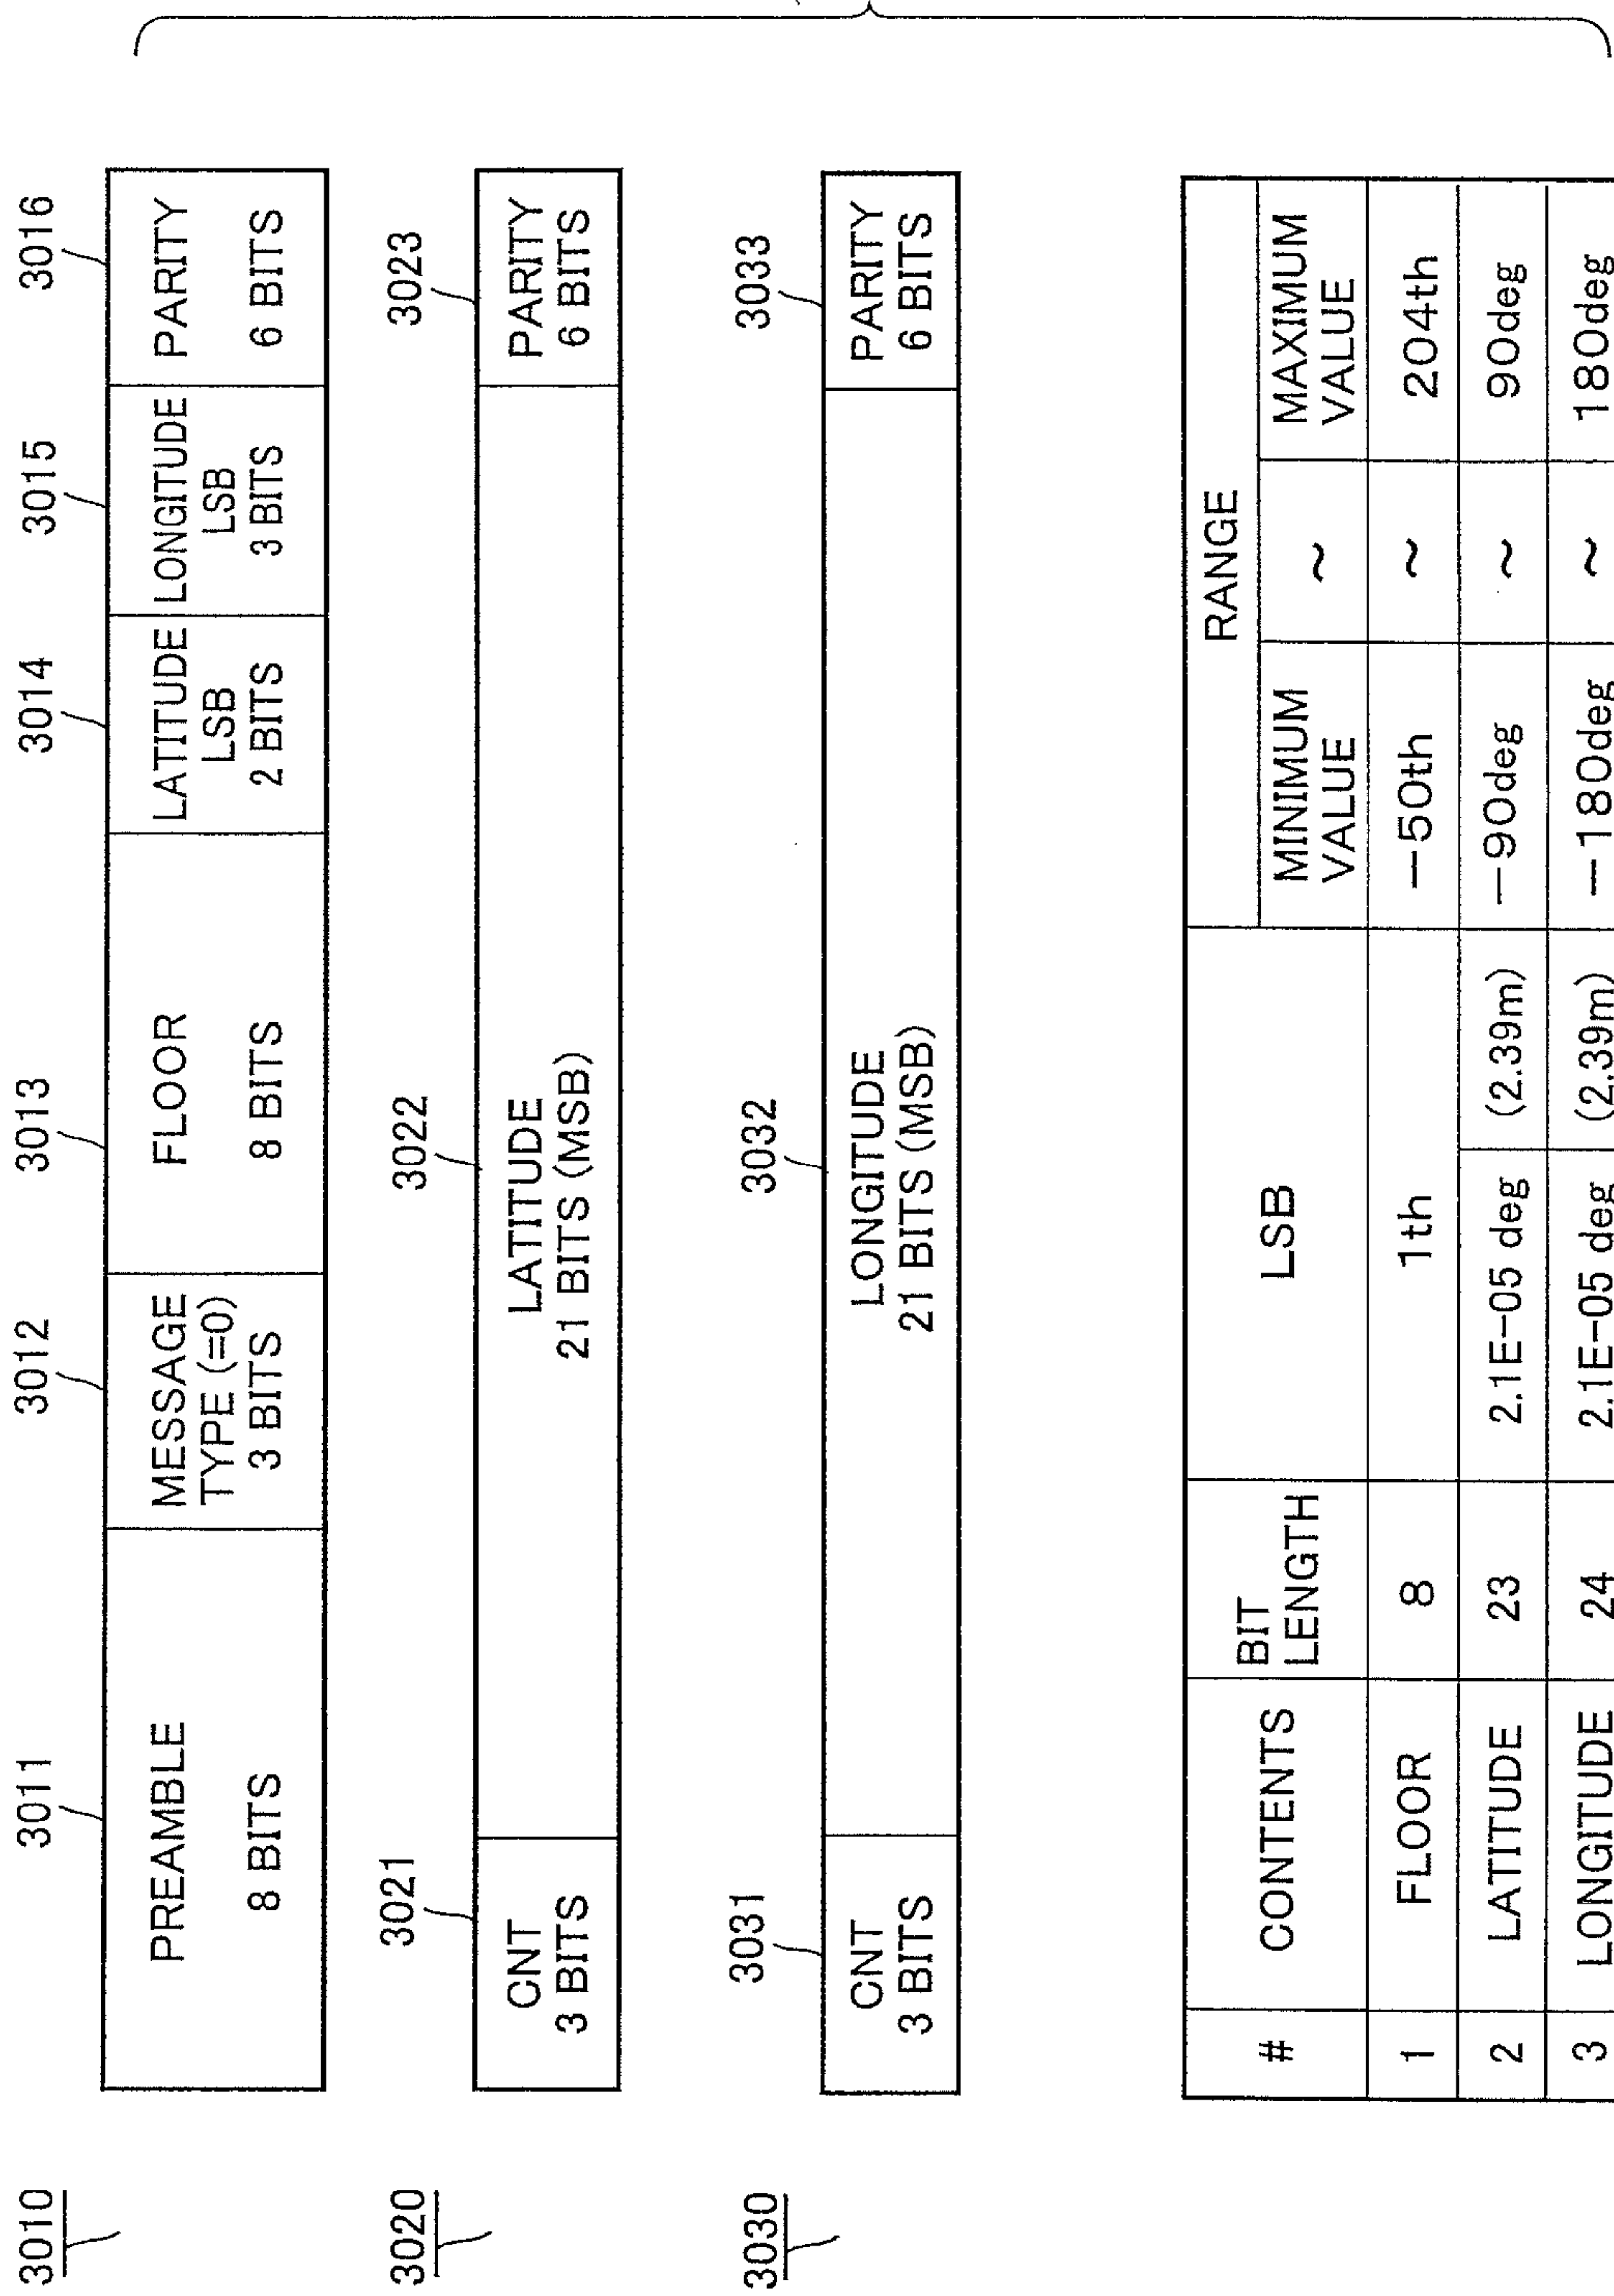 3010
3011 3012 3013 3014 3015 3016
PREAMBLE MESSAGE FLOOR LATITUDE LONGITUDE PARITY
TYPE (=0) LSB LSB
8 BITS 3 BITS 8 BITS 2 BITS 3 BITS 6 BITS
3020
3021 3022 3023
CNT LATITUDE PARITY
3 BITS 21 BITS (MSB) 6 BITS
3030
3031 3032 3033
CNT LONGITUDE PARITY
3 BITS 21 BITS (MSB) 6 BITS
# CONTENTS BIT LENGTH LSB RANGE
MINIMUM VALUE ~ MAXIMUM VALUE
1 FLOOR 8 1th −50th ~ 204th
2 LATITUDE 23 2.1E−05 deg (2.39m) −90deg ~ 90deg
3 LONGITUDE 24 2.1E−05 deg (2.39m) −180deg ~ 180deg